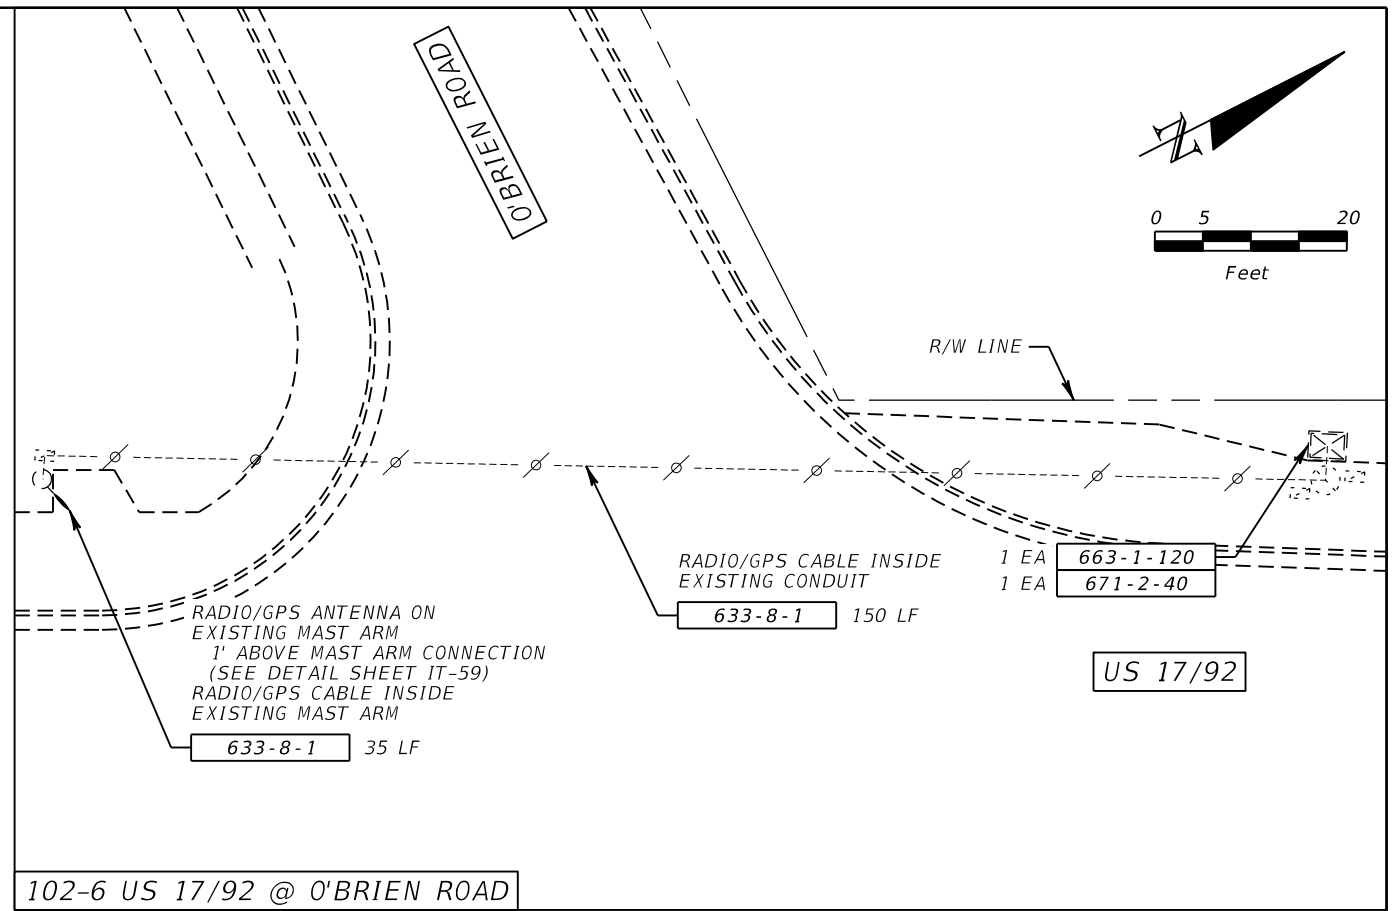 O'BRIEN ROAD
N
0 5 20
Feet
R/W LINE
RADIO/GPS CABLE INSIDE
EXISTING CONDUIT
633-8-1 150 LF
1 EA 663-1-120
1 EA 671-2-40
RADIO/GPS ANTENNA ON
EXISTING MAST ARM
1' ABOVE MAST ARM CONNECTION
(SEE DETAIL SHEET IT-59)
RADIO/GPS CABLE INSIDE
EXISTING MAST ARM
633-8-1 35 LF
US 17/92
102-6 US 17/92 @ O'BRIEN ROAD